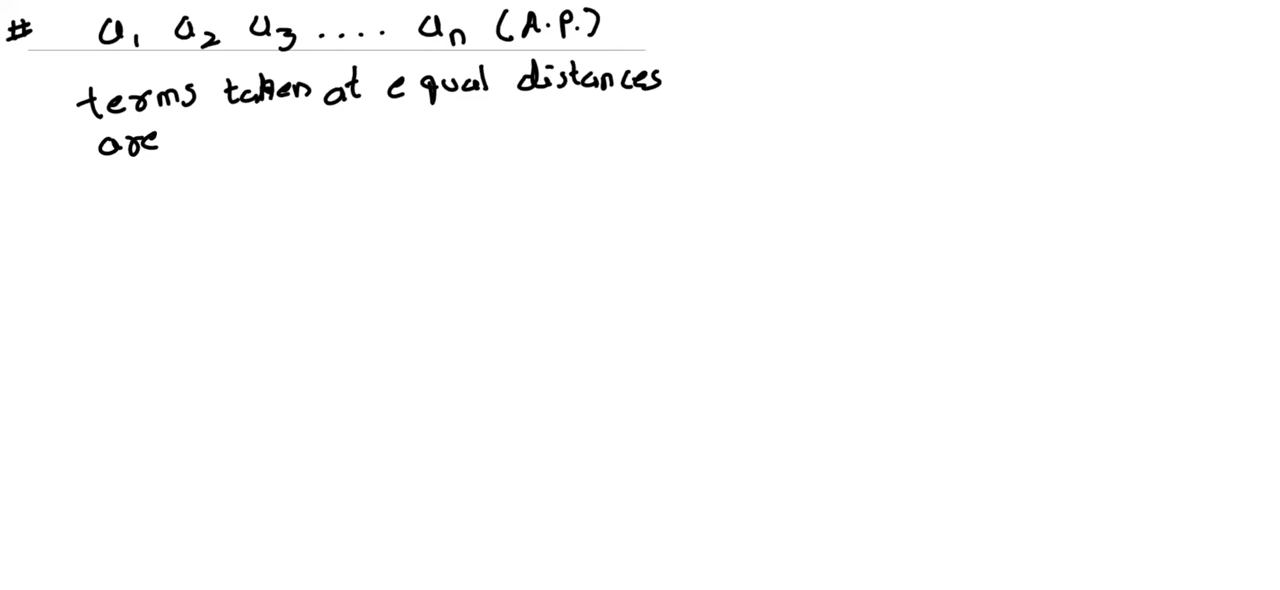 # a₁ a₂ a₃ .... aₙ (A.P.)
terms taken at equal distances
are